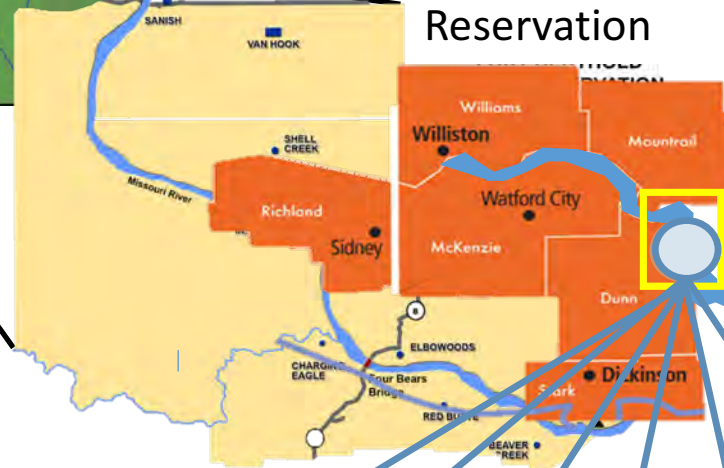 SANISH
VAN HOOK
Reservation
Williams
Williston
Mountrail
SHELL
CREEK
Missouri River
Watford City
Richland
Sidney
McKenzie
Dunn
8
ELBOWOODS
CHARGING
EAGLE
Four Bears
Bridge
Stark
Dickinson
RED BUTTE
BEAVER
CREEK